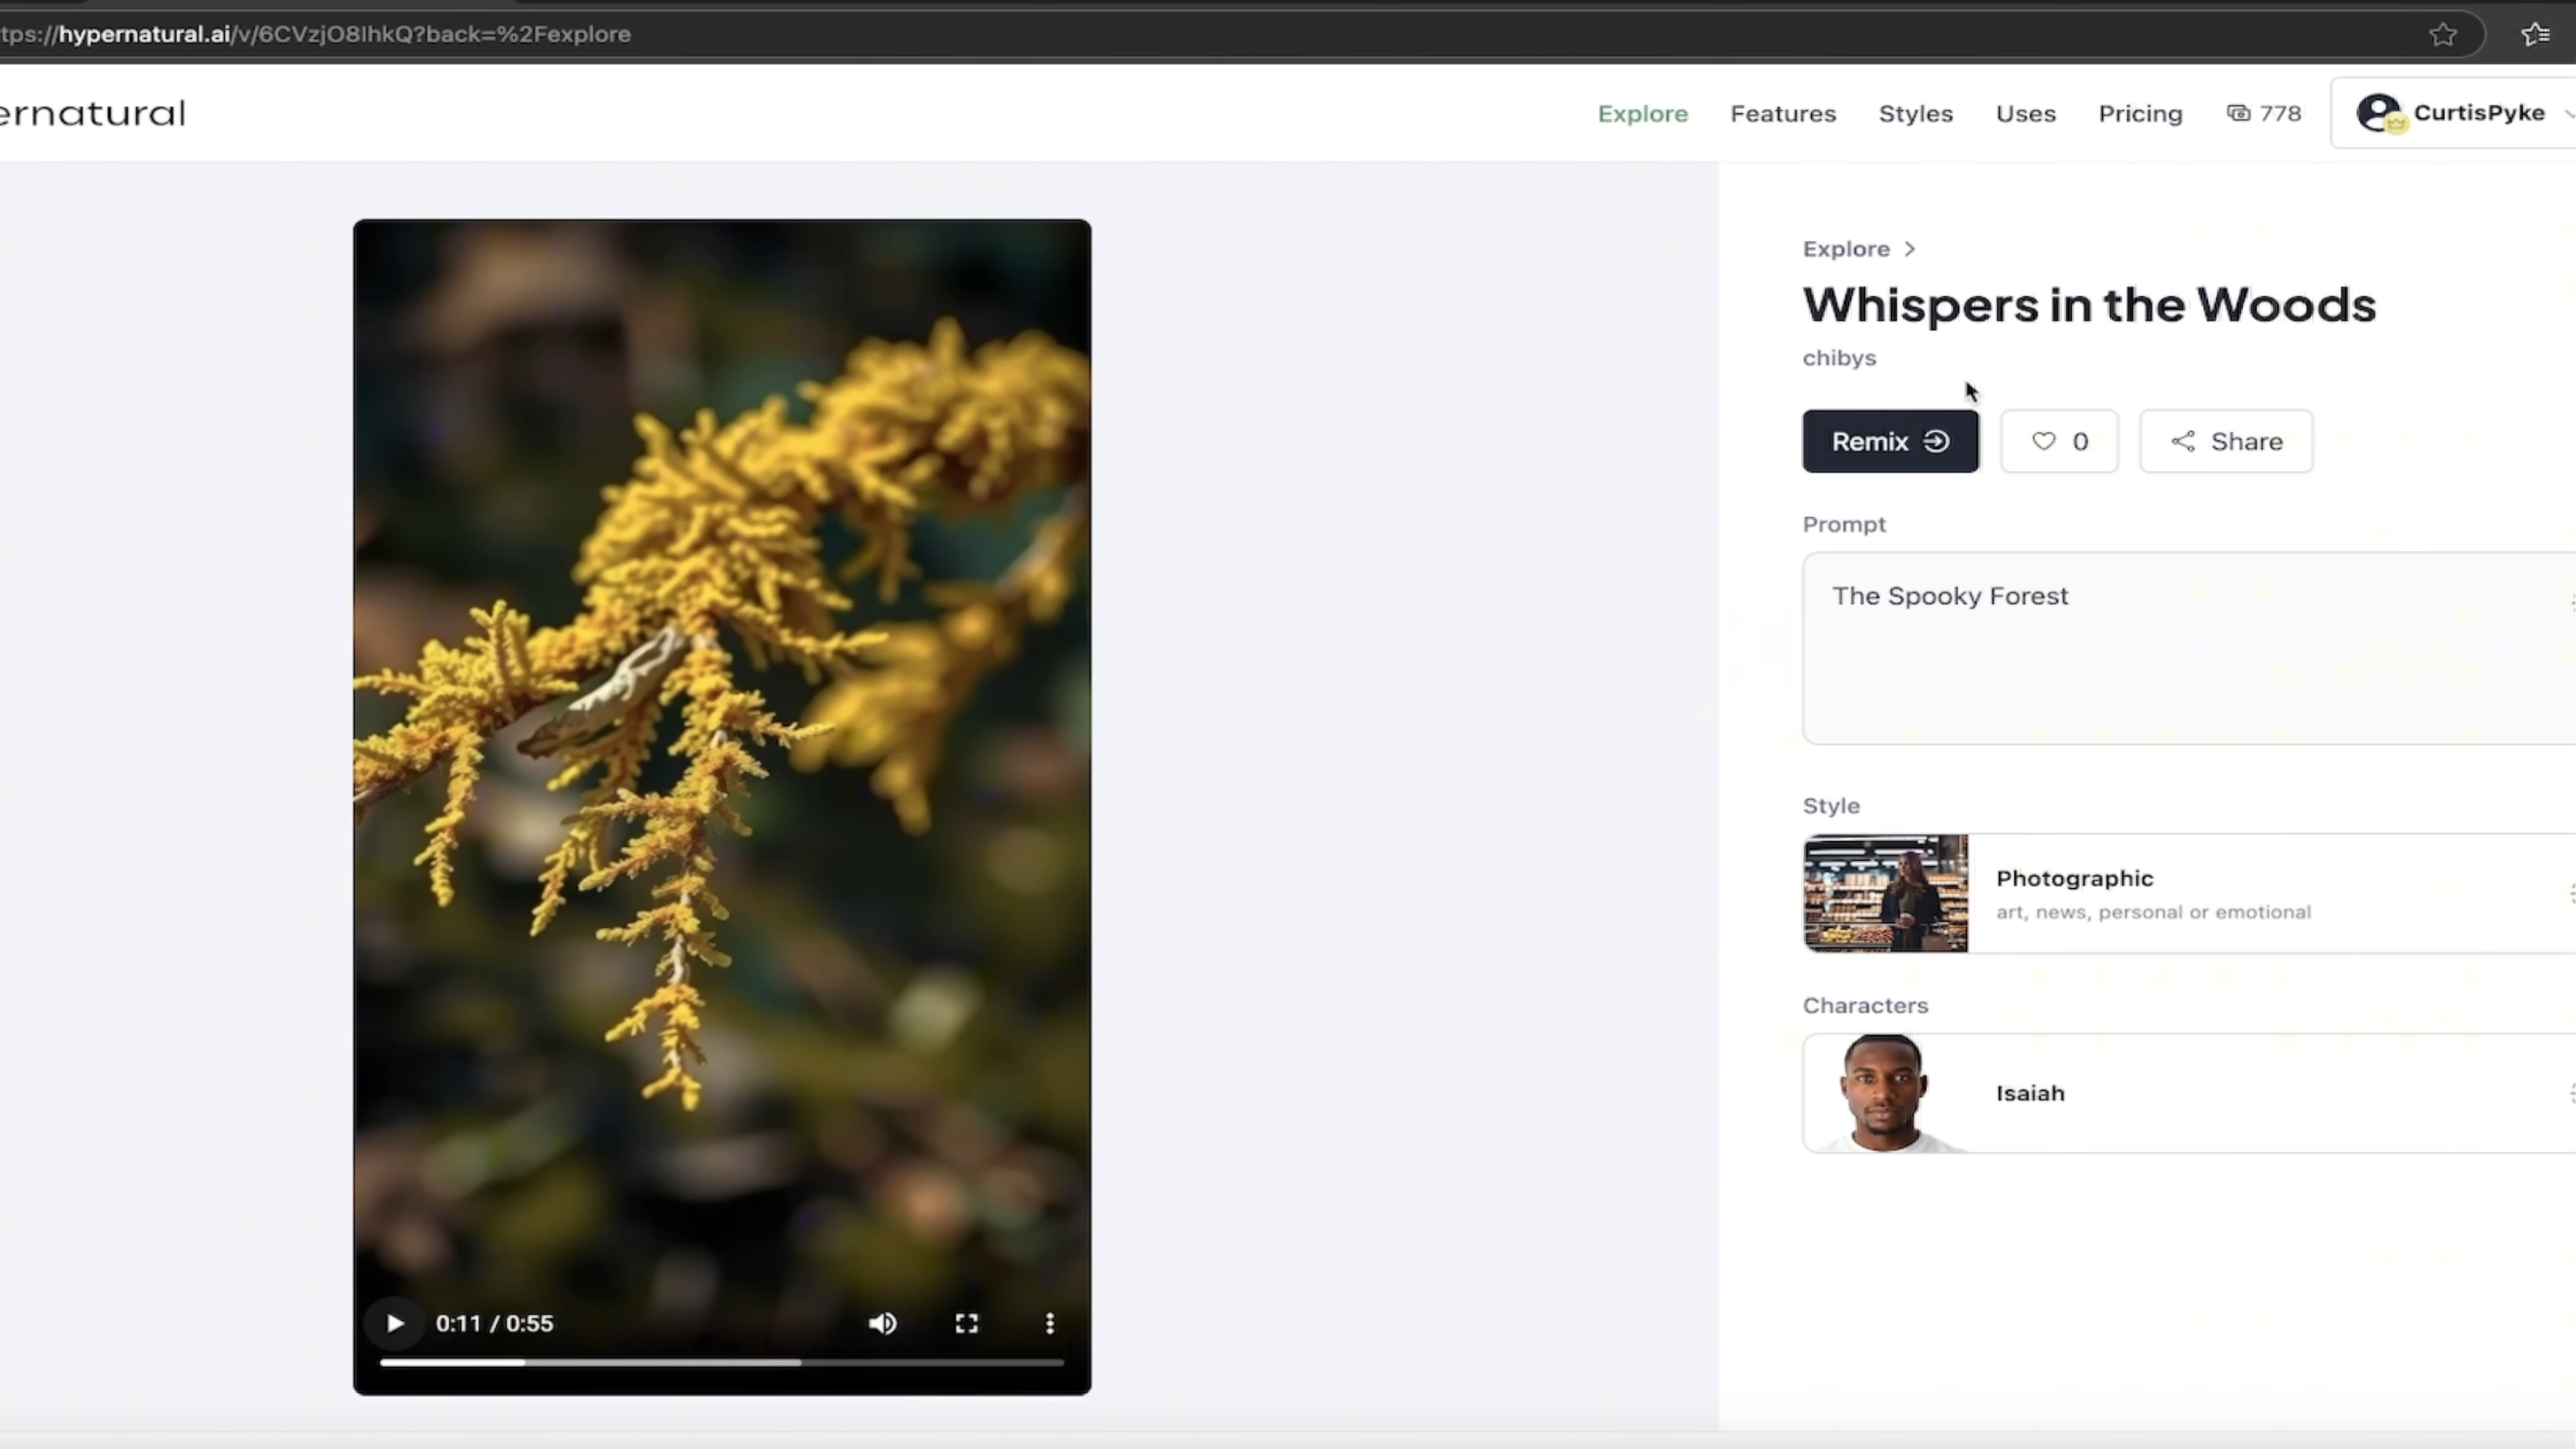 tps://hypernatural.ai/v/6CVzjO8IhkQ?back=%2Fexplore
ernatural
Explore
Features
Styles
Uses
Pricing
778
CurtisPyke
Explore >
Whispers in the Woods
chibys
Remix
0
Share
Prompt
The Spooky Forest
Style
Photographic
art, news, personal or emotional
Characters
Isaiah
0:11 / 0:55